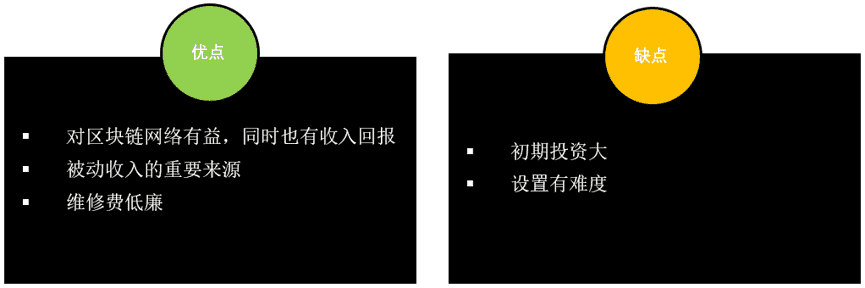 优点
▪ 对区块链网络有益，同时也有收入回报
▪ 被动收入的重要来源
▪ 维修费低廉
缺点
▪ 初期投资大
▪ 设置有难度